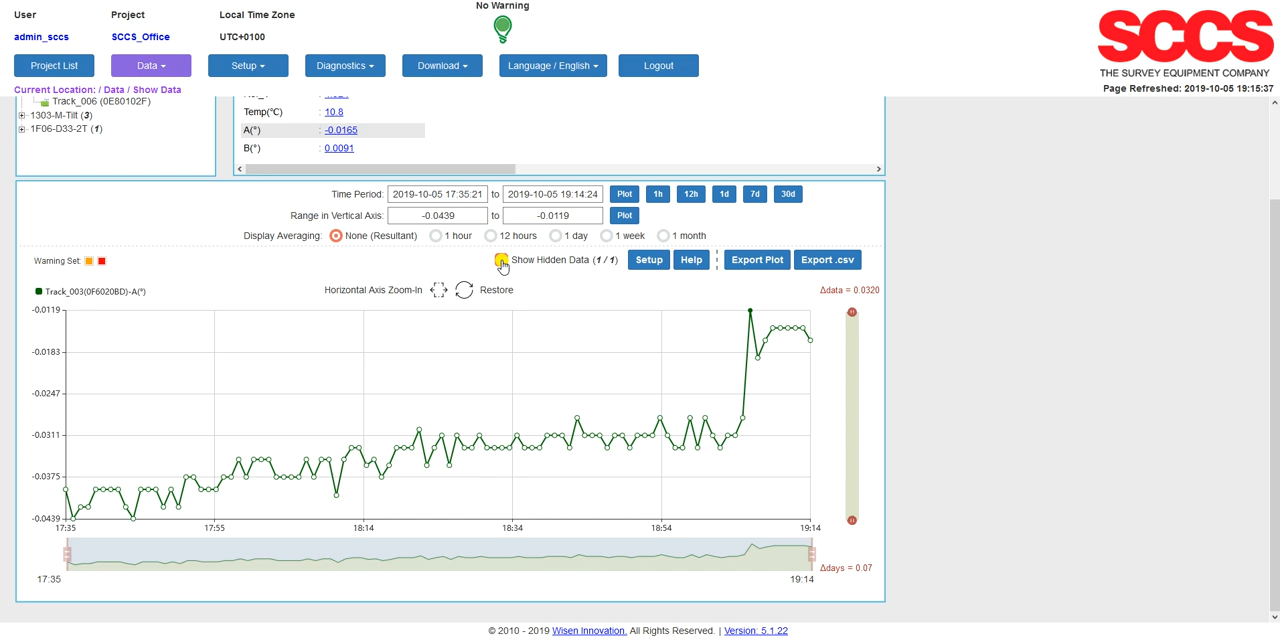 User Project Local Time Zone No Warning
admin_sccs SCCS_Office UTC+0100
Project List Data Setup Diagnostics Download Language / English Logout
SCCS
THE SURVEY EQUIPMENT COMPANY
Current Location: / Data / Show Data
Page Refreshed: 2019-10-05 19:15:37
Track_006 (0E80102F)
1303-M-Tilt (3)
1F06-D33-2T (1)
Temp(°C) : 10.8
A(°) : -0.0165
B(°) : 0.0091
Time Period: 2019-10-05 17:35:21 to 2019-10-05 19:14:24 Plot 1h 12h 1d 7d 30d
Range in Vertical Axis: -0.0439 to -0.0119 Plot
Display Averaging: None (Resultant) 1 hour 12 hours 1 day 1 week 1 month
Warning Set: Show Hidden Data (1 / 1) Setup Help Export Plot Export .csv
Track_003(0F6020BD)-A(°) Horizontal Axis Zoom-In Restore Δdata = 0.0320
-0.0119
-0.0183
-0.0247
-0.0311
-0.0375
-0.0439
17:35 17:55 18:14 18:34 18:54 19:14
Δdays = 0.07
17:35 19:14
© 2010 - 2019 Wisen Innovation. All Rights Reserved. | Version: 5.1.22